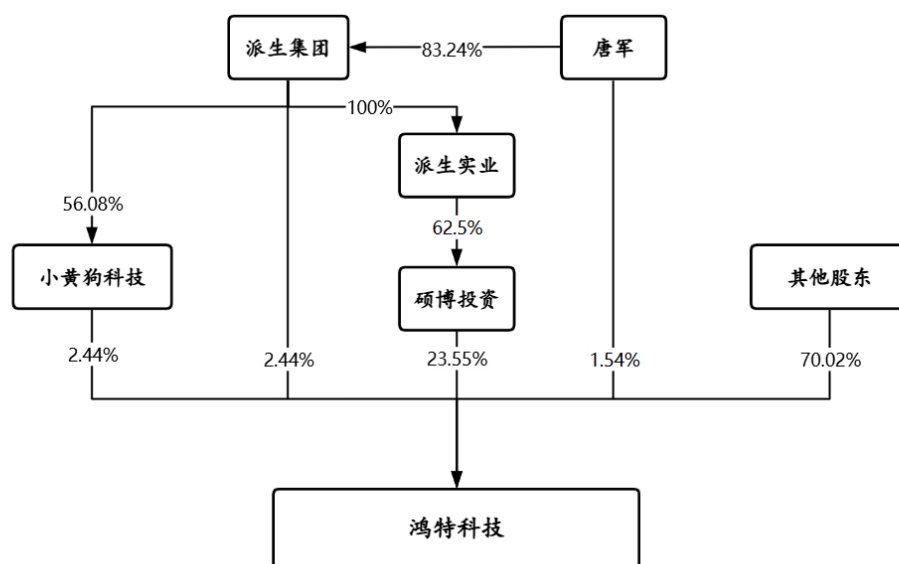 派生集团
83.24%
唐军
100%
派生实业
56.08%
62.5%
小黄狗科技
硕博投资
其他股东
2.44%
2.44%
23.55%
1.54%
70.02%
鸿特科技